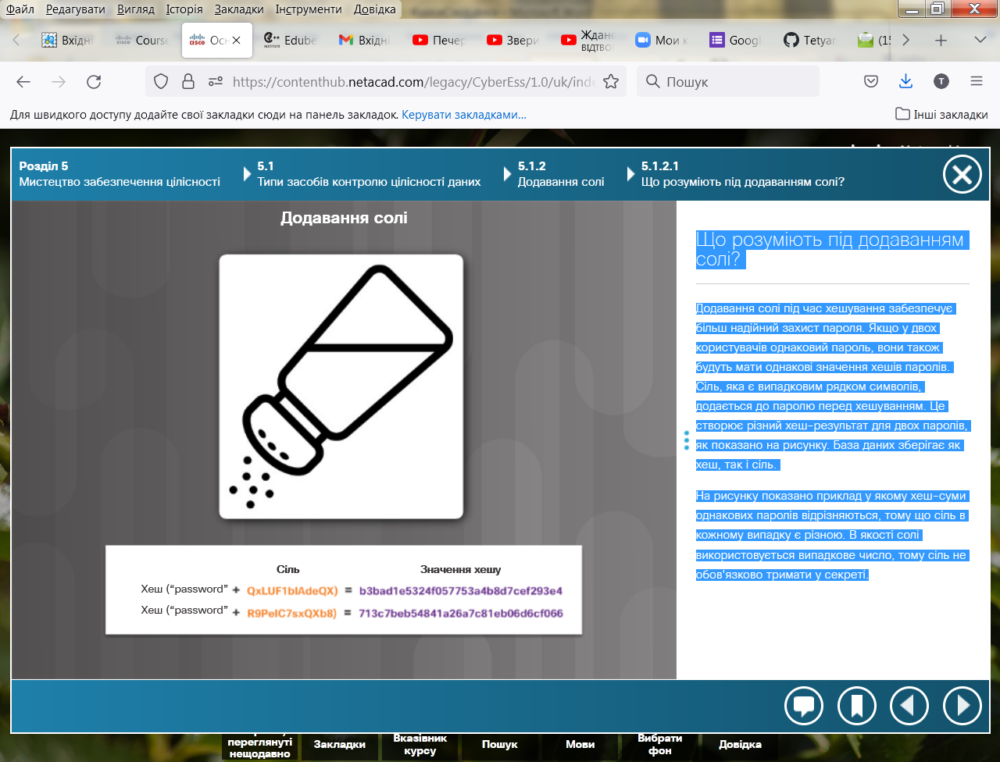 Файл Редагувати Вигляд Історія Закладки Інструменти Довідка
Вхідні Course Осн Edube Вхідні Печер Звери Ждано Мои к Googl Tetyan (15
ВІДТВО
https://contenthub.netacad.com/legacy/CyberEss/1.0/uk/inde Пошук T
Для швидкого доступу додайте свої закладки сюди на панель закладок. Керувати закладками... Інші закладки
Розділ 5 5.1 5.1.2 5.1.2.1
Мистецтво забезпечення цілісності Типи засобів контролю цілісності даних Додавання солі Що розуміють під додаванням солі?
Додавання солі
Сіль Значення хешу
Хеш (“password” + QxLUF1bIAdeQX) = b3bad1e5324f057753a4b8d7cef293e4
Хеш (“password” + R9PeIC7sxQXb8) = 713c7beb54841a26a7c81eb06d6cf066
Що розуміють під додаванням
солі?
Додавання солі під час хешування забезпечує
більш надійний захист пароля. Якщо у двох
користувачів однаковий пароль, вони також
будуть мати однакові значення хешів паролів.
Сіль, яка є випадковим рядком символів,
додається до паролю перед хешуванням. Це
створює різний хеш-результат для двох паролів,
як показано на рисунку. База даних зберігає як
хеш, так і сіль.
На рисунку показано приклад у якому хеш-суми
однакових паролів відрізняються, тому що сіль в
кожному випадку є різною. В якості солі
використовується випадкове число, тому сіль не
обов'язково тримати у секреті.
переглянуті
нещодавно
Закладки
Вказівник
курсу
Пошук
Мови
Вибрати
фон
Довідка